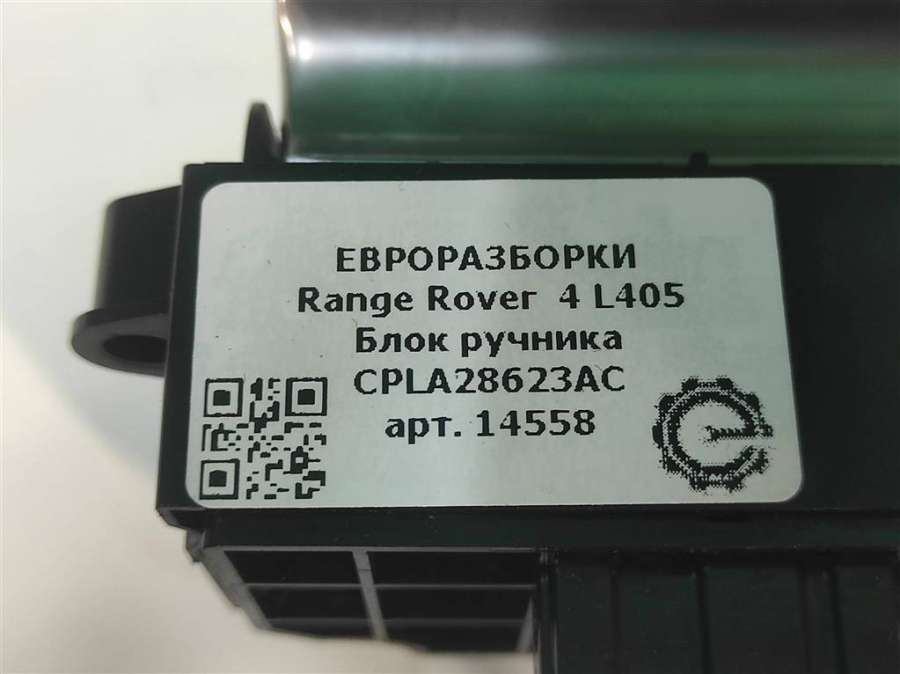 ЕВРОРАЗБОРКИ
Range Rover 4 L405
Блок ручника
CPLA28623AC
арт. 14558